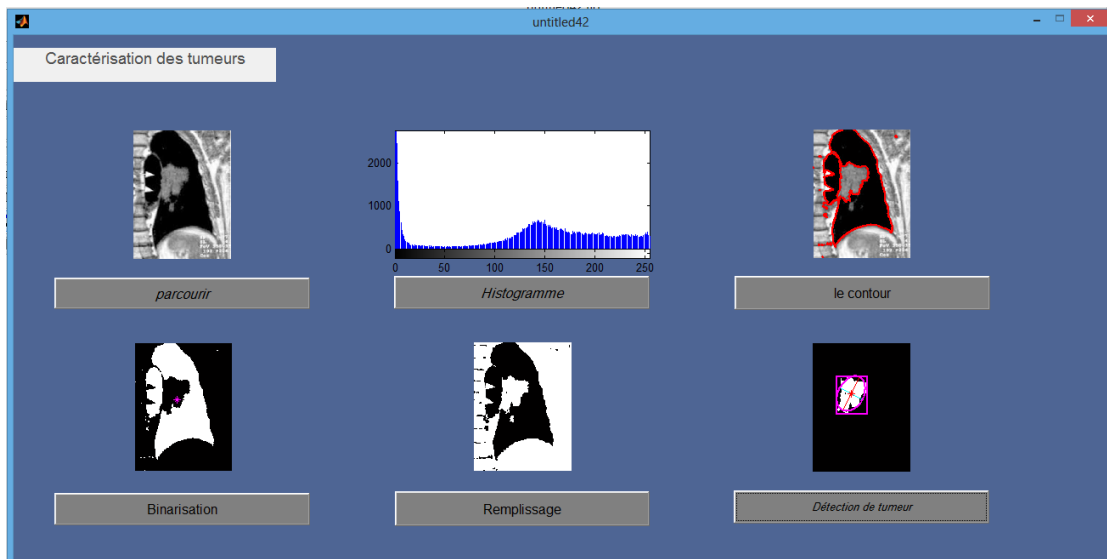 untitled42
Caractérisation des tumeurs
2000
1000
0
0 50 100 150 200 250
parcourir
Histogramme
le contour
Binarisation
Remplissage
Détection de tumeur